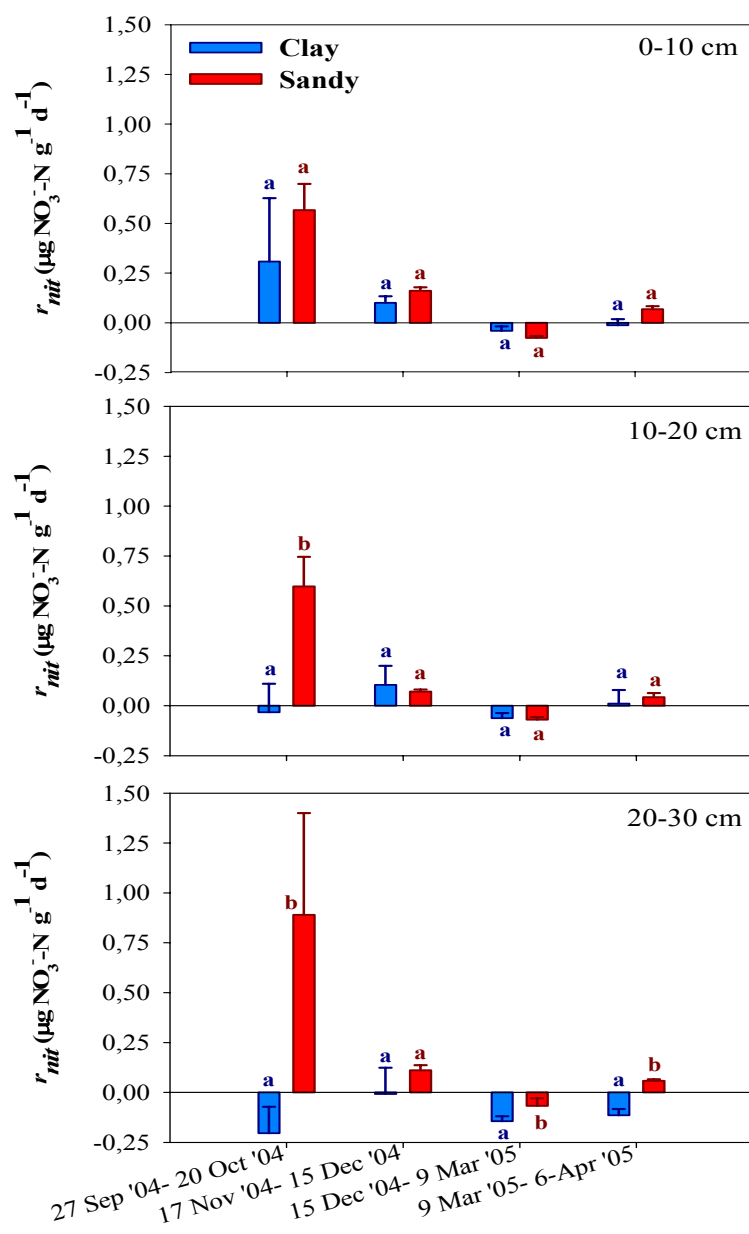 1,50
Clay
0-10 cm
1,25
Sandy
1,00
0,75
0,50
0,25
0,00
-0,25
r_nit (µg NO3--N g-1 d-1)
a
a
a
a
a
a
a
a
1,50
10-20 cm
1,25
1,00
0,75
0,50
0,25
0,00
-0,25
r_nit (µg NO3--N g-1 d-1)
a
b
a
a
a
a
a
a
1,50
20-30 cm
1,25
1,00
0,75
0,50
0,25
0,00
-0,25
r_nit (µg NO3--N g-1 d-1)
a
b
a
a
a
b
a
b
27 Sep '04- 20 Oct '04
17 Nov '04- 15 Dec '04
15 Dec '04- 9 Mar '05
9 Mar '05- 6-Apr '05